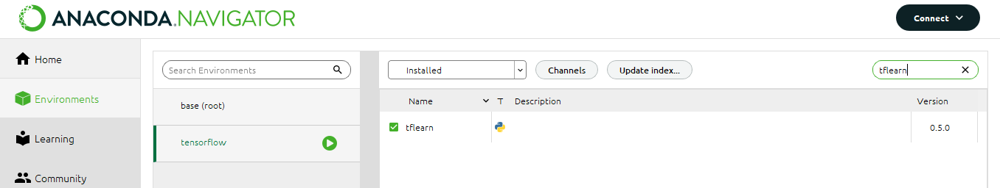 ANACONDA.NAVIGATOR
Connect
Home
Environments
Learning
Community
Search Environments
base (root)
tensorflow
Installed
Channels
Update index...
tflearn
Name
T
Description
Version
tflearn
0.5.0